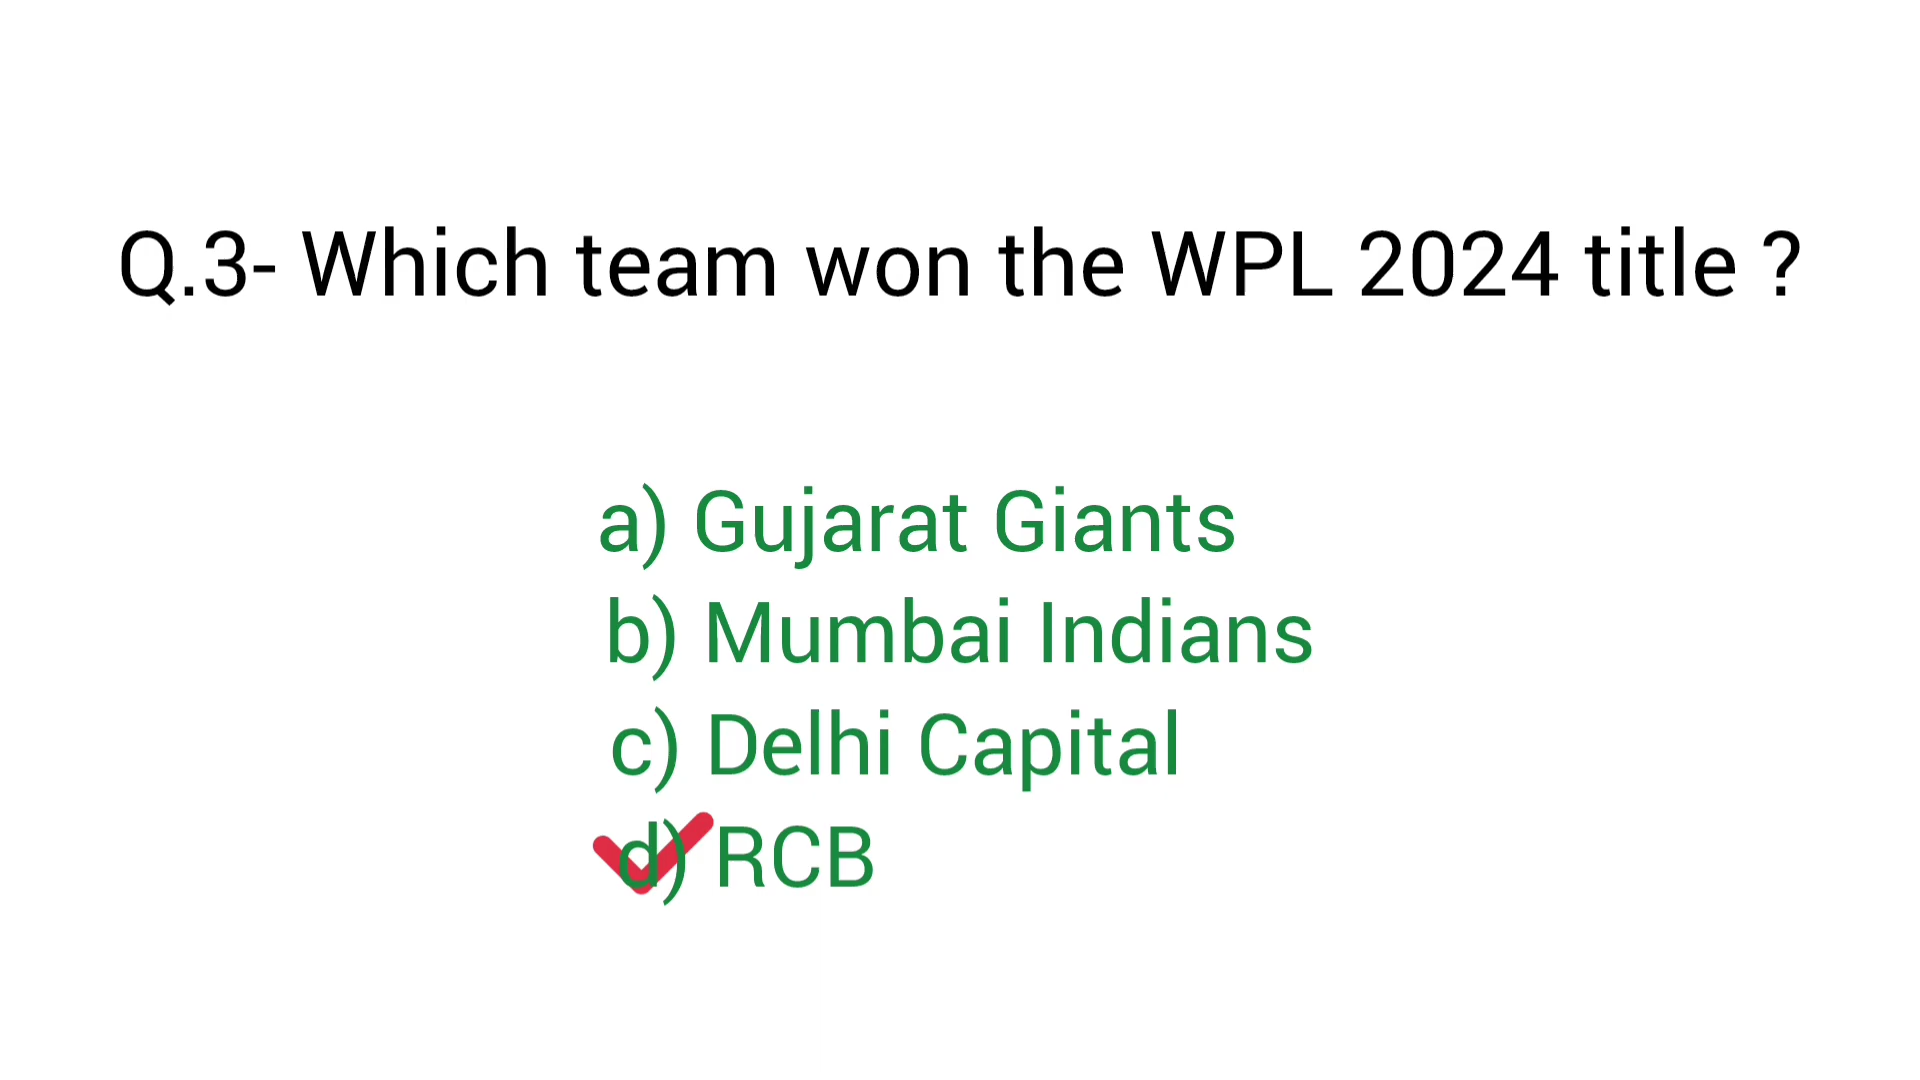 Q.3- Which team won the WPL 2024 title ?
a) Gujarat Giants
b) Mumbai Indians
c) Delhi Capital
d) RCB